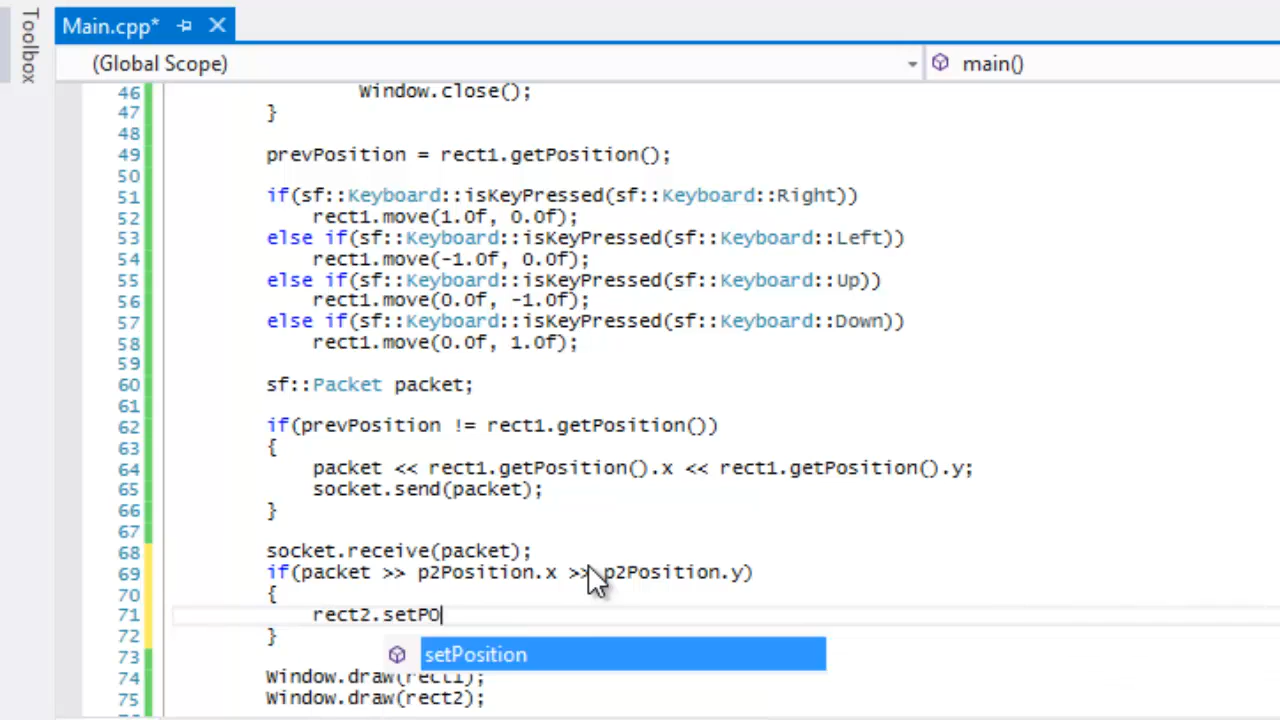 Toolbox
Main.cpp*
(Global Scope)
main()
46 Window.close();
47 }
48
49 prevPosition = rect1.getPosition();
50
51 if(sf::Keyboard::isKeyPressed(sf::Keyboard::Right))
52 rect1.move(1.0f, 0.0f);
53 else if(sf::Keyboard::isKeyPressed(sf::Keyboard::Left))
54 rect1.move(-1.0f, 0.0f);
55 else if(sf::Keyboard::isKeyPressed(sf::Keyboard::Up))
56 rect1.move(0.0f, -1.0f);
57 else if(sf::Keyboard::isKeyPressed(sf::Keyboard::Down))
58 rect1.move(0.0f, 1.0f);
59
60 sf::Packet packet;
61
62 if(prevPosition != rect1.getPosition())
63 {
64 packet << rect1.getPosition().x << rect1.getPosition().y;
65 socket.send(packet);
66 }
67
68 socket.receive(packet);
69 if(packet >> p2Position.x >> p2Position.y)
70 {
71 rect2.setPO
72 }
setPosition
73
74 Window.draw(rect1);
75 Window.draw(rect2);